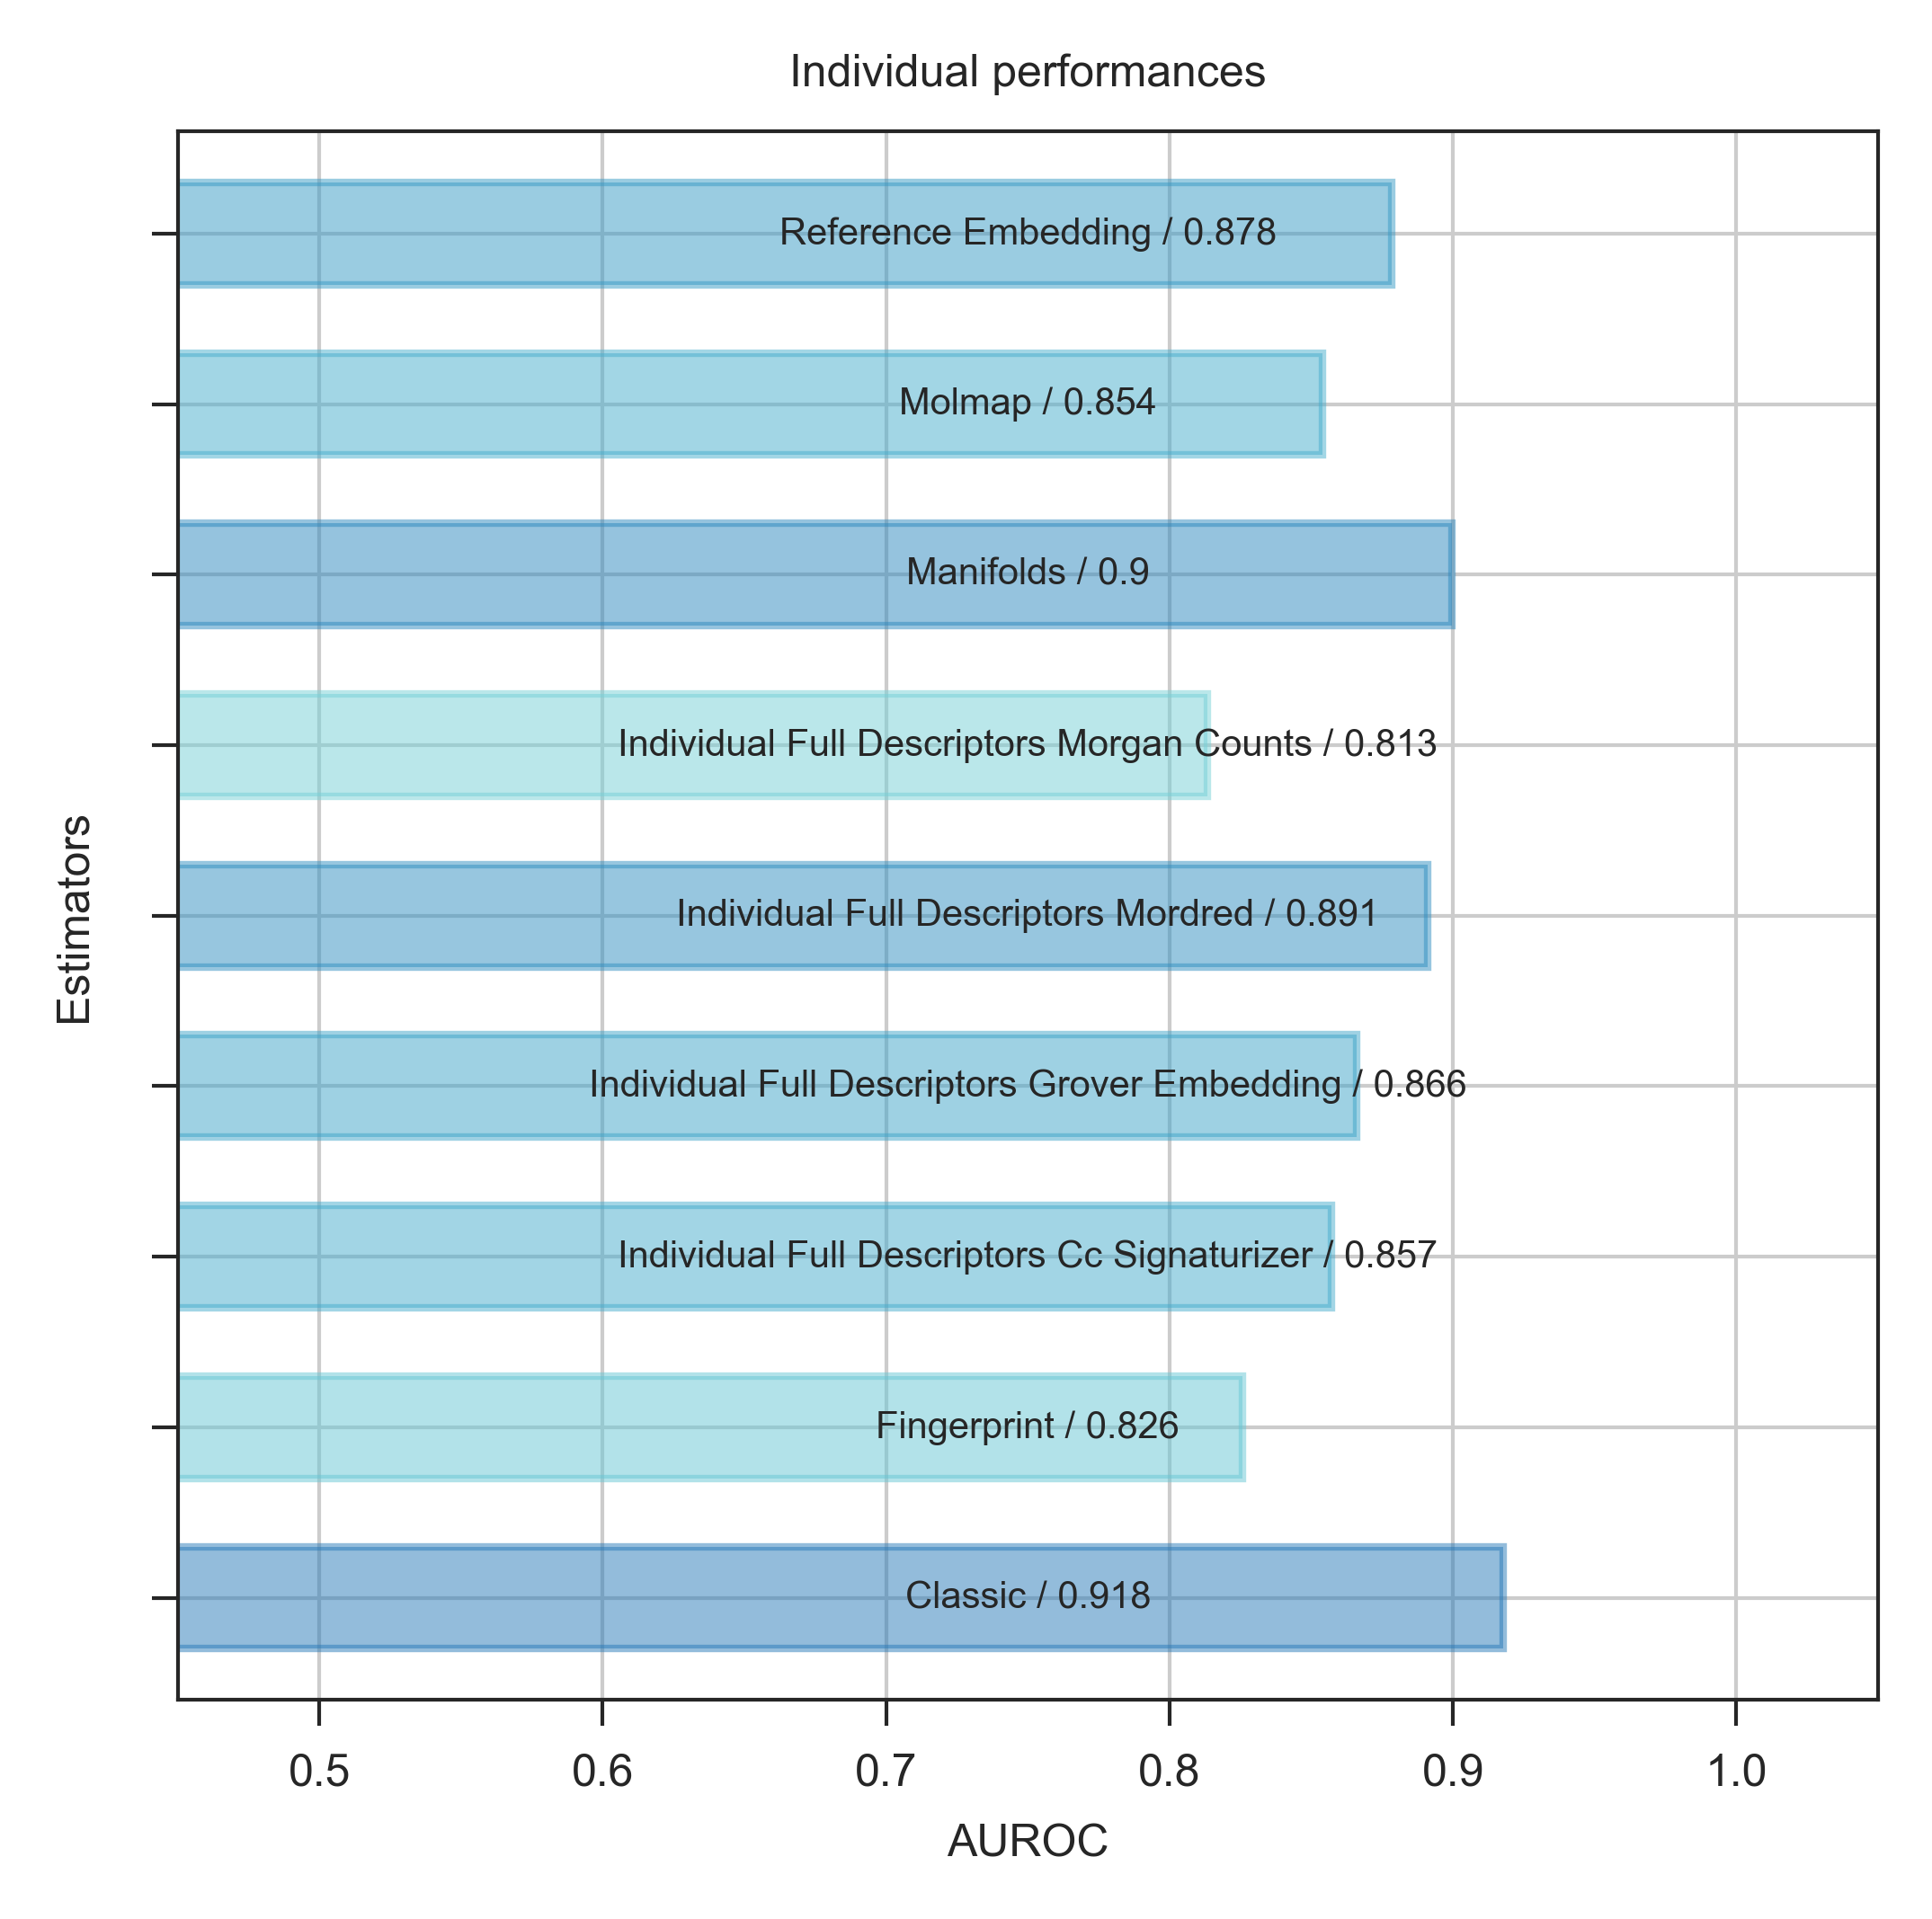 Individual performances
Reference Embedding / 0.878
Molmap / 0.854
Manifolds / 0.9
Individual Full Descriptors Morgan Counts / 0.813
Individual Full Descriptors Mordred / 0.891
Individual Full Descriptors Grover Embedding / 0.866
Individual Full Descriptors Cc Signaturizer / 0.857
Fingerprint / 0.826
Classic / 0.918
Estimators
0.5 0.6 0.7 0.8 0.9 1.0
AUROC